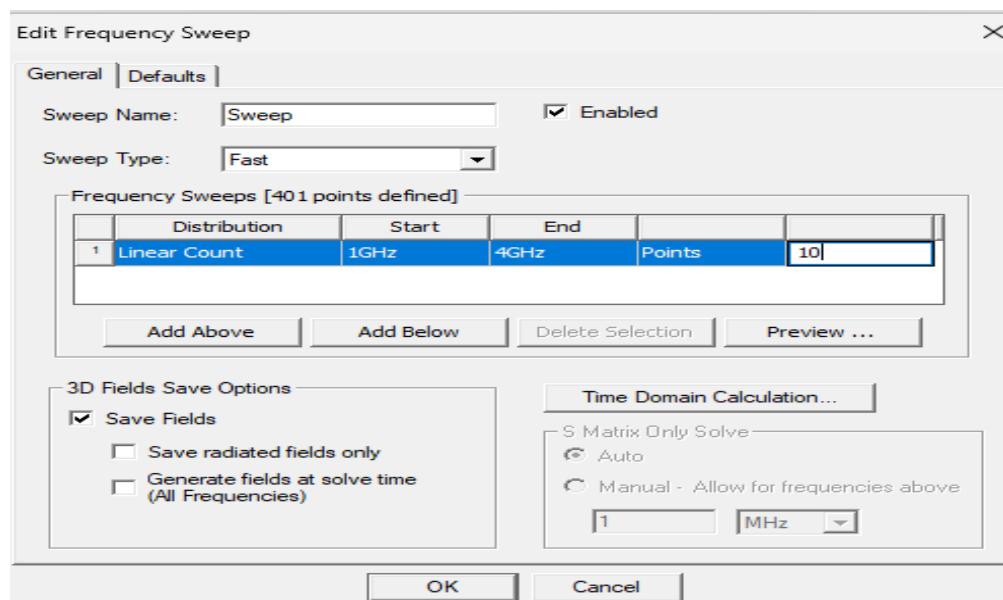 Edit Frequency Sweep
General Defaults
Sweep Name: Sweep Enabled
Sweep Type: Fast
Frequency Sweeps [401 points defined]
Distribution Start End
1 Linear Count 1GHz 4GHz Points 10
Add Above Add Below Delete Selection Preview ...
3D Fields Save Options
Save Fields
Save radiated fields only
Generate fields at solve time
(All Frequencies)
Time Domain Calculation...
S Matrix Only Solve
Auto
Manual - Allow for frequencies above
1 MHz
OK Cancel